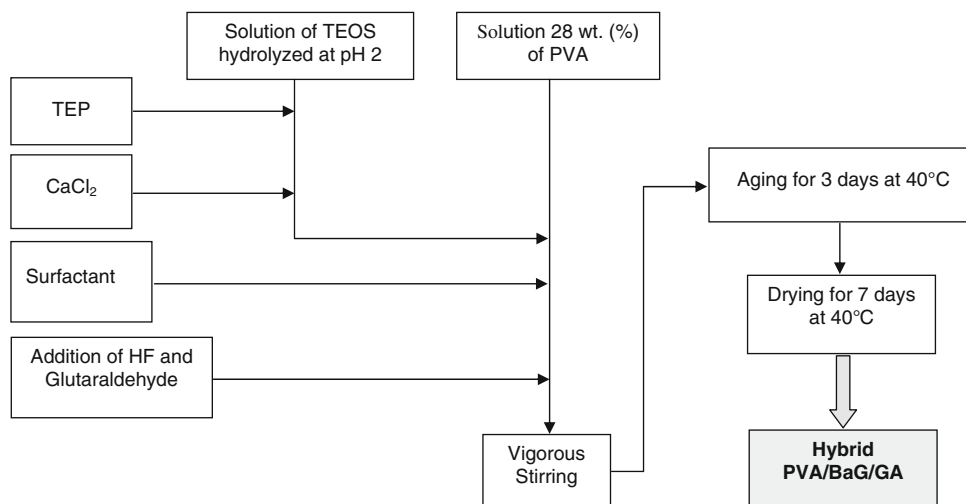 Solution of TEOS
hydrolyzed at pH 2
Solution 28 wt. (%)
of PVA
TEP
CaCl₂
Surfactant
Addition of HF and
Glutaraldehyde
Vigorous
Stirring
Aging for 3 days at 40°C
Drying for 7 days
at 40°C
Hybrid
PVA/BaG/GA